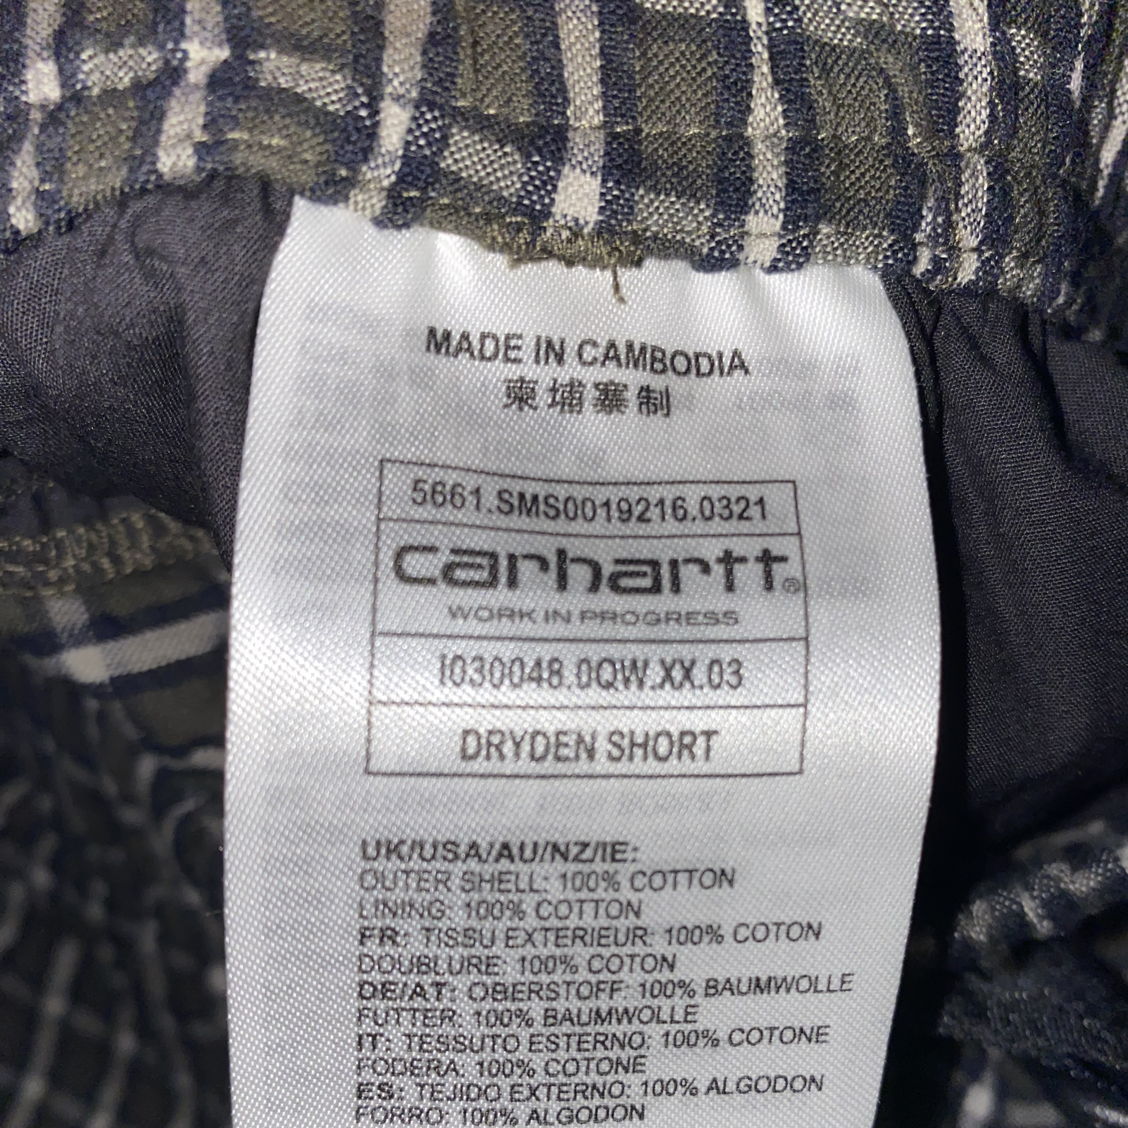 MADE IN CAMBODIA
柬埔寨制
5661.SMS0019216.0321
carhartt®
WORK IN PROGRESS
I030048.0QW.XX.03
DRYDEN SHORT
UK/USA/AU/NZ/IE:
OUTER SHELL: 100% COTTON
LINING: 100% COTTON
FR: TISSU EXTERIEUR: 100% COTON
DOUBLURE: 100% COTON
DE/AT: OBERSTOFF: 100% BAUMWOLLE
FUTTER: 100% BAUMWOLLE
IT: TESSUTO ESTERNO: 100% COTONE
FODERA: 100% COTONE
ES: TEJIDO EXTERNO: 100% ALGODON
FORRO: 100% ALGODON